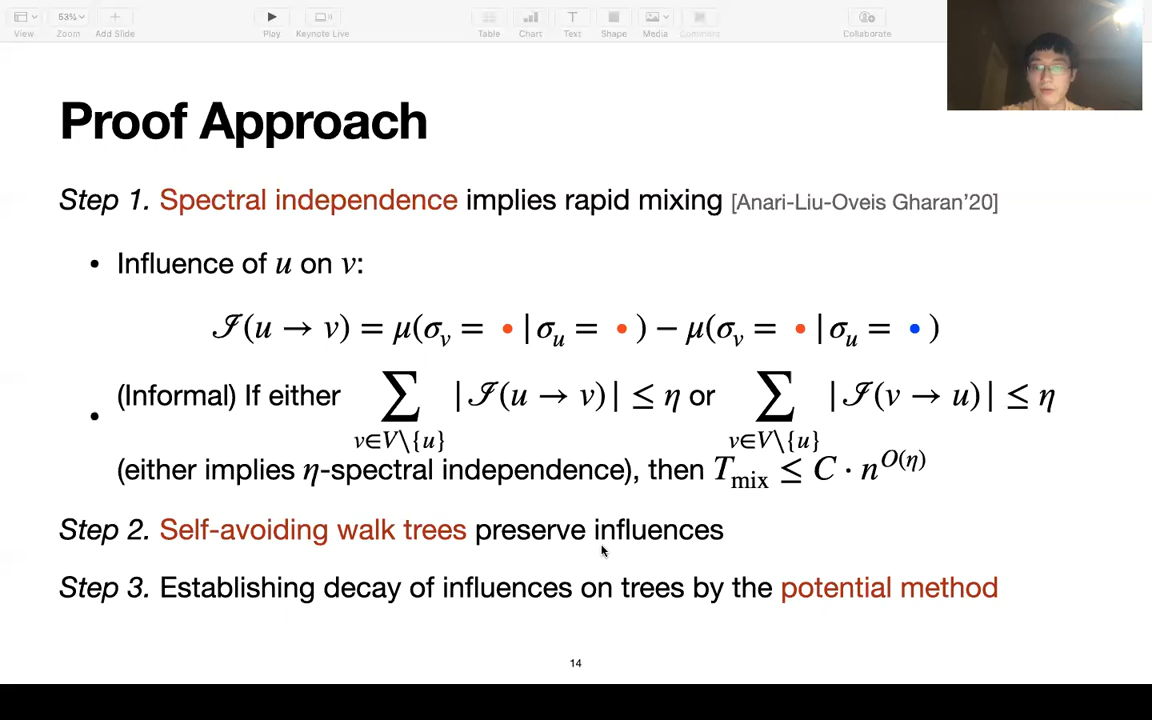 53%
View
Zoom
Add Slide
Play
Keynote Live
Table
Chart
Text
Shape
Media
Comment
Collaborate
Proof Approach
Step 1. Spectral independence implies rapid mixing [Anari-Liu-Oveis Gharan’20]
• Influence of u on v:
ℐ(u → v) = μ(σ_v = • | σ_u = •) − μ(σ_v = • | σ_u = •)
• (Informal) If either ∑_{v∈V\{u}} |ℐ(u → v)| ≤ η or ∑_{v∈V\{u}} |ℐ(v → u)| ≤ η
(either implies η-spectral independence), then T_mix ≤ C · n^{O(η)}
Step 2. Self-avoiding walk trees preserve influences
Step 3. Establishing decay of influences on trees by the potential method
14